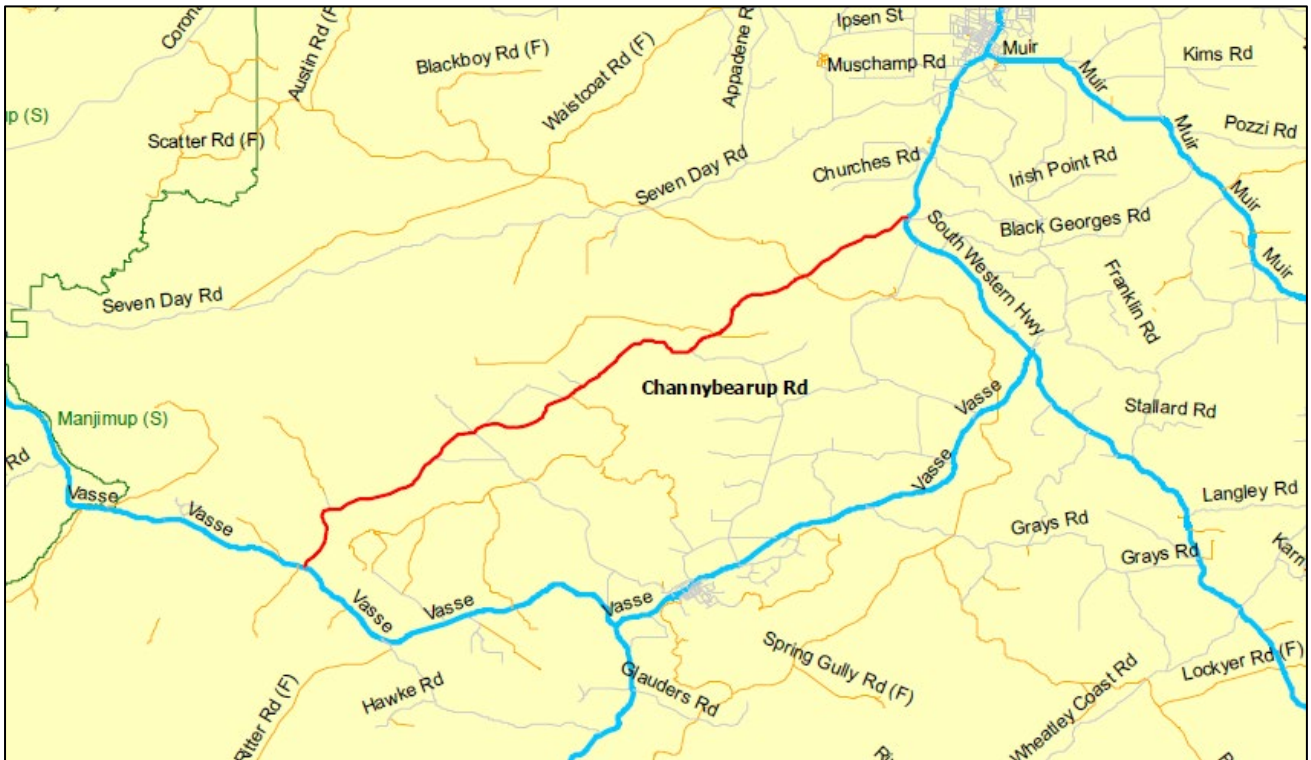 Ipsen St
Muir
Muschamp Rd
Kims Rd
Blackboy Rd (F)
Austin Rd (F)
Waistcoat Rd (F)
Muir
Scatter Rd (F)
Churches Rd
Irish Point Rd
Muir
Pozzi Rd
Seven Day Rd
Muir
Black Georges Rd
South Western Hwy
Muir
Seven Day Rd
Franklin Rd
Channybearup Rd
Vasse
Manjimup (S)
Stallard Rd
Rd
Vasse
Vasse
Vasse
Langley Rd
Grays Rd
Grays Rd
Vasse
Vasse
Vasse
Spring Gully Rd (F)
Hawke Rd
Glauders Rd
Wheatley Coast Rd
Lockyer Rd (F)
Ritter Rd (F)